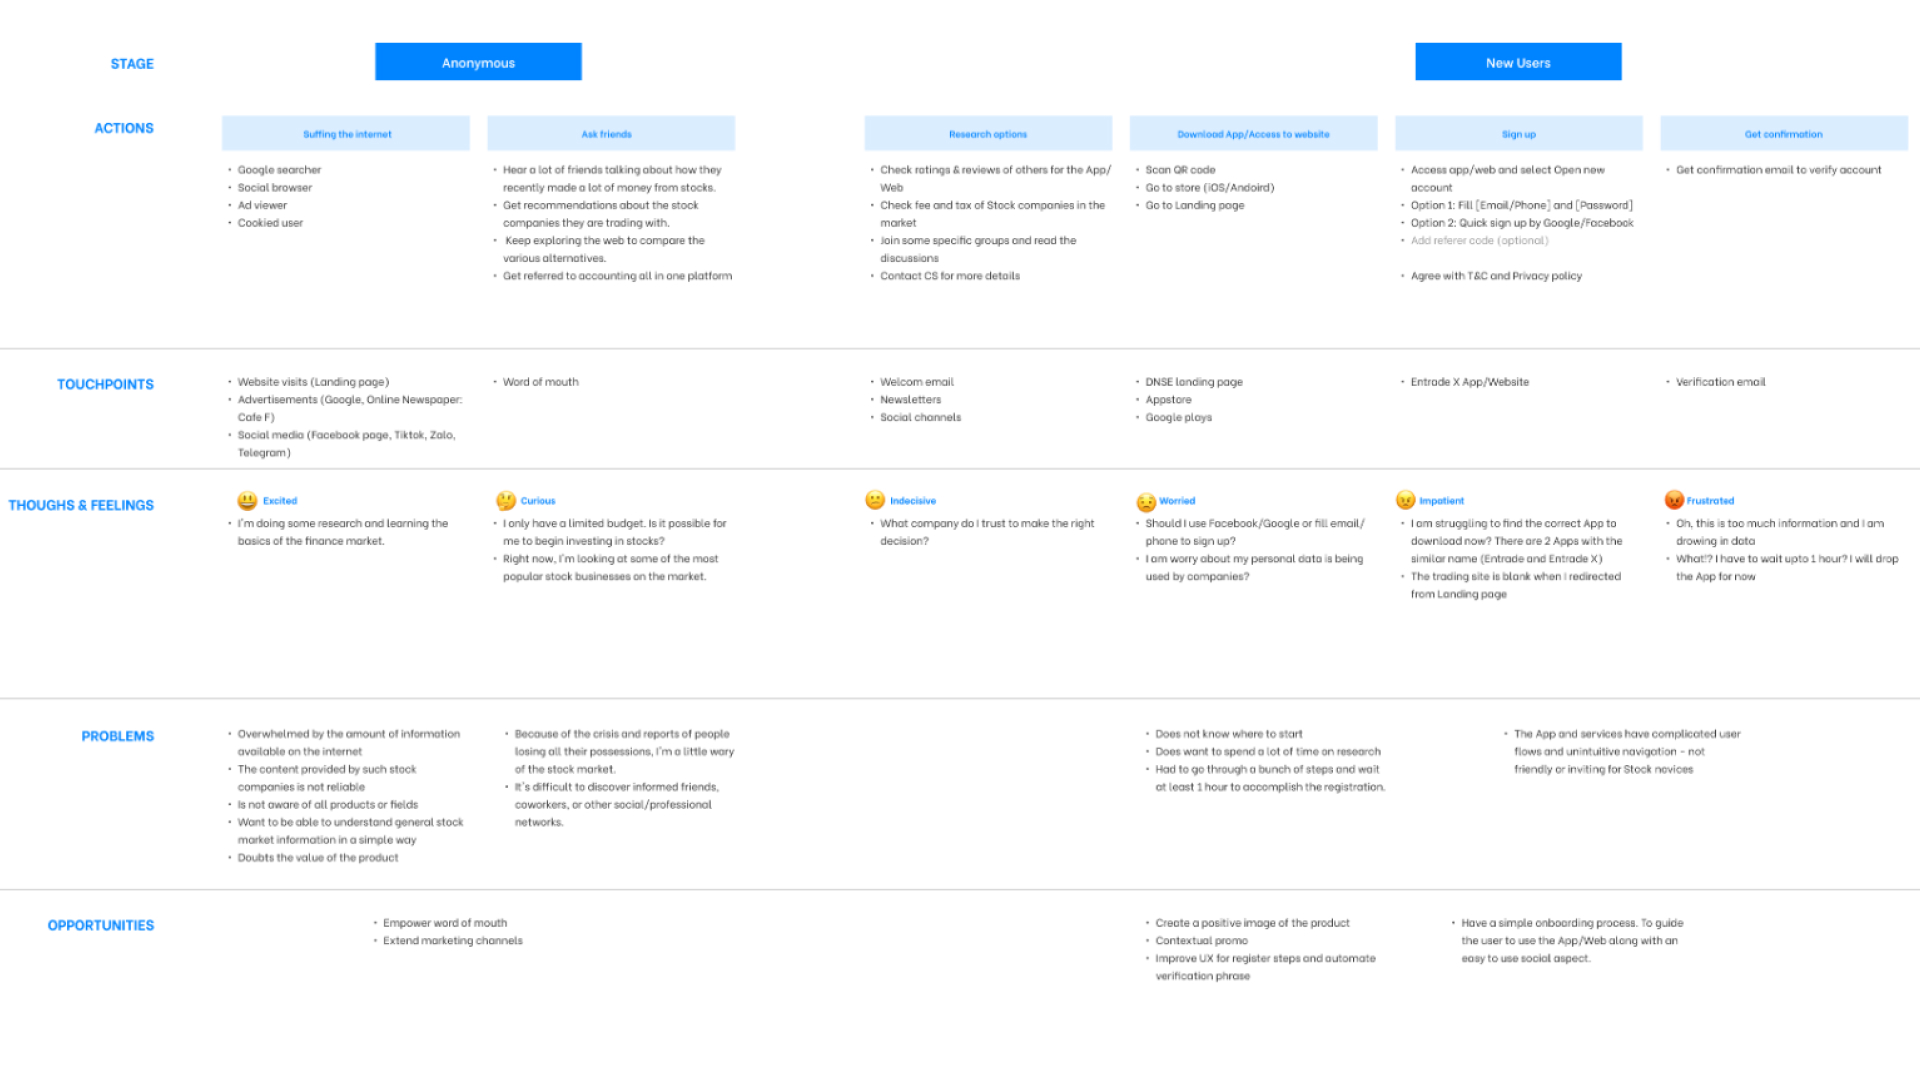 STAGE
Anonymous
New Users
ACTIONS
Suffing the internet
Ask friends
Research options
Download App/Access to website
Sign up
Get confirmation
• Google searcher
• Social browser
• Ad viewer
• Cookied user
• Hear a lot of friends talking about how they
recently made a lot of money from stocks.
• Get recommendations about the stock
companies they are trading with.
• Keep exploring the web to compare the
various alternatives.
• Get referred to accounting all in one platform
• Check ratings & reviews of others for the App/
Web
• Check fee and tax of Stock companies in the
market
• Join some specific groups and read the
discussions
• Contact CS for more details
• Scan QR code
• Go to store (iOS/Andoird)
• Go to Landing page
• Access app/web and select Open new
account
• Option 1: Fill [Email/Phone] and [Password]
• Option 2: Quick sign up by Google/Facebook
• Add referer code (optional)
• Agree with T&C and Privacy policy
• Get confirmation email to verify account
TOUCHPOINTS
• Website visits (Landing page)
• Advertisements (Google, Online Newspaper:
Cafe F)
• Social media (Facebook page, Tiktok, Zalo,
Telegram)
• Word of mouth
• Welcom email
• Newsletters
• Social channels
• DNSE landing page
• Appstore
• Google plays
• Entrade X App/Website
• Verification email
THOUGHS & FEELINGS
Excited
• I'm doing some research and learning the
basics of the finance market.
Curious
• I only have a limited budget. Is it possible for
me to begin investing in stocks?
• Right now, I'm looking at some of the most
popular stock businesses on the market.
Indecisive
• What company do I trust to make the right
decision?
Worried
• Should I use Facebook/Google or fill email/
phone to sign up?
• I am worry about my personal data is being
used by companies?
Impatient
• I am struggling to find the correct App to
download now? There are 2 Apps with the
similar name (Entrade and Entrade X)
• The trading site is blank when I redirected
from Landing page
Frustrated
• Oh, this is too much information and I am
drowing in data
• What!? I have to wait upto 1 hour? I will drop
the App for now
PROBLEMS
• Overwhelmed by the amount of information
available on the internet
• The content provided by such stock
companies is not reliable
• Is not aware of all products or fields
• Want to be able to understand general stock
market information in a simple way
• Doubts the value of the product
• Because of the crisis and reports of people
losing all their possessions, I'm a little wary
of the stock market.
• It's difficult to discover informed friends,
coworkers, or other social/professional
networks.
• Does not know where to start
• Does want to spend a lot of time on research
• Had to go through a bunch of steps and wait
at least 1 hour to accomplish the registration.
• The App and services have complicated user
flows and unintuitive navigation - not
friendly or inviting for Stock novices
OPPORTUNITIES
• Empower word of mouth
• Extend marketing channels
• Create a positive image of the product
• Contextual promo
• Improve UX for register steps and automate
verification phrase
• Have a simple onboarding process. To guide
the user to use the App/Web along with an
easy to use social aspect.